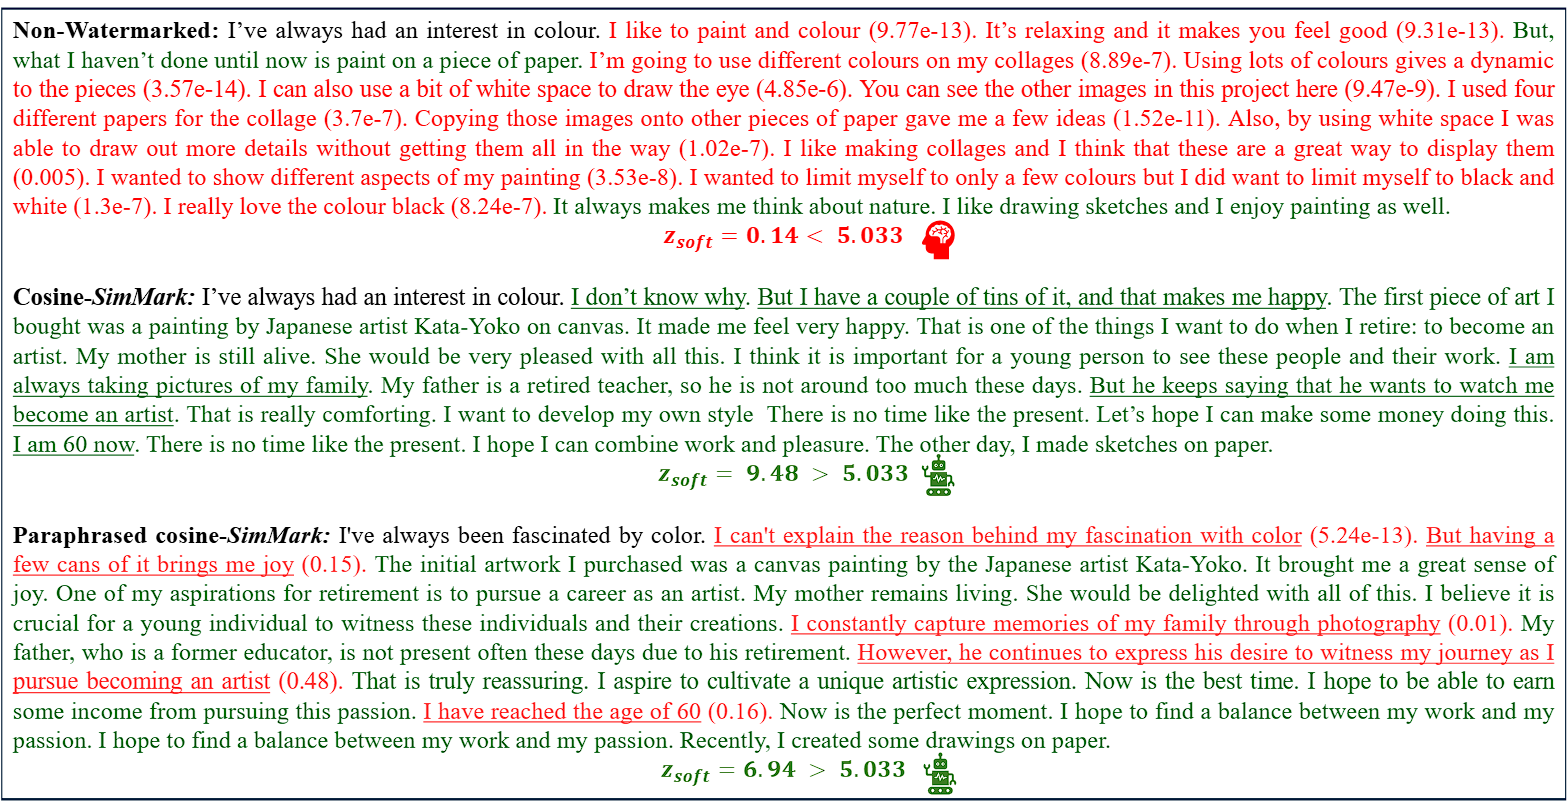 Non-Watermarked: I’ve always had an interest in colour. I like to paint and colour (9.77e-13). It’s relaxing and it makes you feel good (9.31e-13). But,
what I haven’t done until now is paint on a piece of paper. I’m going to use different colours on my collages (8.89e-7). Using lots of colours gives a dynamic
to the pieces (3.57e-14). I can also use a bit of white space to draw the eye (4.85e-6). You can see the other images in this project here (9.47e-9). I used four
different papers for the collage (3.7e-7). Copying those images onto other pieces of paper gave me a few ideas (1.52e-11). Also, by using white space I was
able to draw out more details without getting them all in the way (1.02e-7). I like making collages and I think that these are a great way to display them
(0.005). I wanted to show different aspects of my painting (3.53e-8). I wanted to limit myself to only a few colours but I did want to limit myself to black and
white (1.3e-7). I really love the colour black (8.24e-7). It always makes me think about nature. I like drawing sketches and I enjoy painting as well.
z_soft = 0.14 < 5.033
Cosine-SimMark: I’ve always had an interest in colour. I don’t know why. But I have a couple of tins of it, and that makes me happy. The first piece of art I
bought was a painting by Japanese artist Kata-Yoko on canvas. It made me feel very happy. That is one of the things I want to do when I retire: to become an
artist. My mother is still alive. She would be very pleased with all this. I think it is important for a young person to see these people and their work. I am
always taking pictures of my family. My father is a retired teacher, so he is not around too much these days. But he keeps saying that he wants to watch me
become an artist. That is really comforting. I want to develop my own style  There is no time like the present. Let’s hope I can make some money doing this.
I am 60 now. There is no time like the present. I hope I can combine work and pleasure. The other day, I made sketches on paper.
z_soft = 9.48 > 5.033
Paraphrased cosine-SimMark: I've always been fascinated by color. I can't explain the reason behind my fascination with color (5.24e-13). But having a
few cans of it brings me joy (0.15). The initial artwork I purchased was a canvas painting by the Japanese artist Kata-Yoko. It brought me a great sense of
joy. One of my aspirations for retirement is to pursue a career as an artist. My mother remains living. She would be delighted with all of this. I believe it is
crucial for a young individual to witness these individuals and their creations. I constantly capture memories of my family through photography (0.01). My
father, who is a former educator, is not present often these days due to his retirement. However, he continues to express his desire to witness my journey as I
pursue becoming an artist (0.48). That is truly reassuring. I aspire to cultivate a unique artistic expression. Now is the best time. I hope to be able to earn
some income from pursuing this passion. I have reached the age of 60 (0.16). Now is the perfect moment. I hope to find a balance between my work and my
passion. I hope to find a balance between my work and my passion. Recently, I created some drawings on paper.
z_soft = 6.94 > 5.033